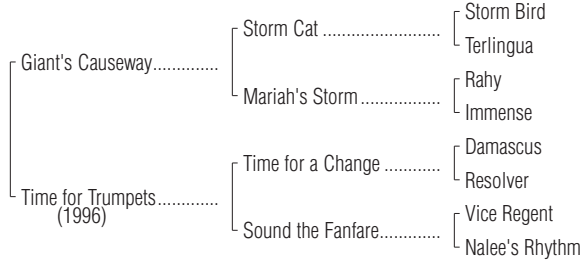 Storm Bird
Storm Cat ........................
Terlingua
Giant's Causeway..............
Rahy
Mariah's Storm .................
Immense
Damascus
Time for a Change ............
Resolver
Time for Trumpets.............
(1996)
Vice Regent
Sound the Fanfare.............
Nalee's Rhythm